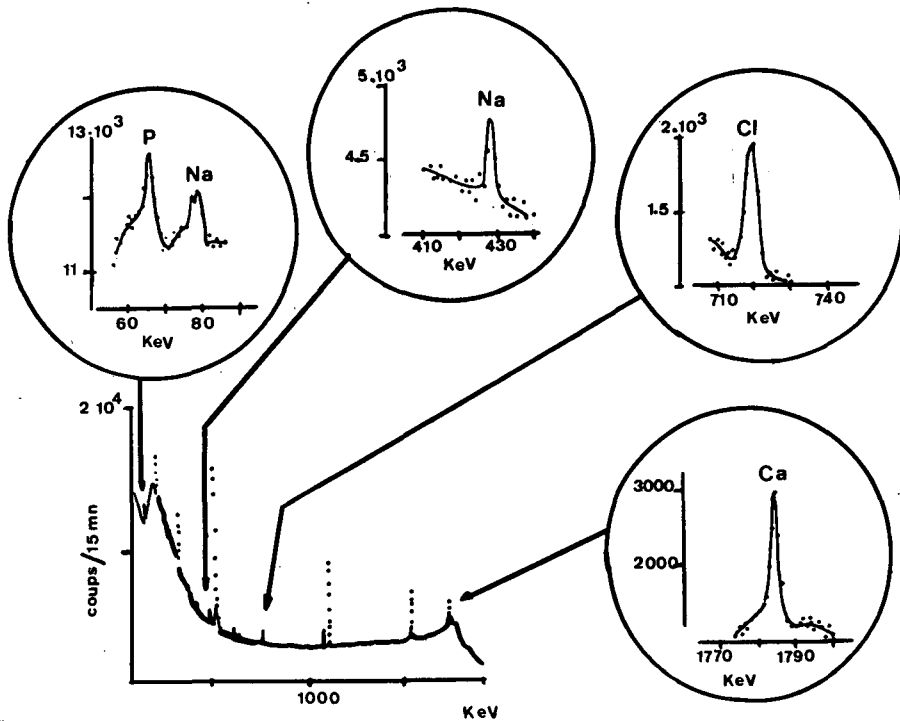 13.10³
P
Na
11
60 80
KeV
5.10³
Na
4.5
410 430
KeV
2.10³
Cl
1.5
710 740
KeV
Ca
3000
2000
1770 1790
KeV
2 10⁴
coups/15 mn
1000
KeV